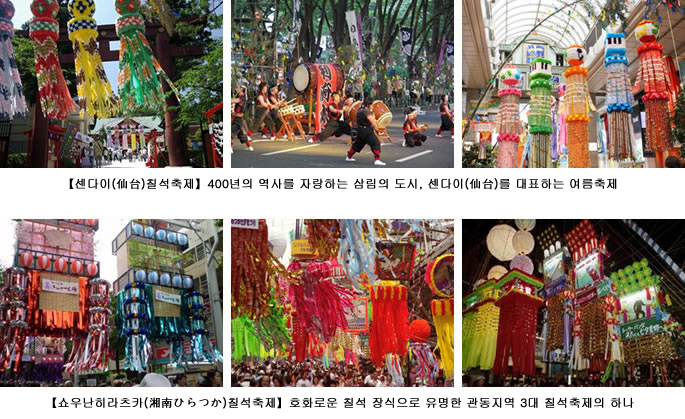 【센다이(仙台)칠석축제】400년의 역사를 자랑하는 삼림의 도시, 센다이(仙台)를 대표하는 여름축제
【쇼우난히라츠카(湘南ひらつか)칠석축제】호화로운 칠석 장식으로 유명한 관동지역 3대 칠석축제의 하나